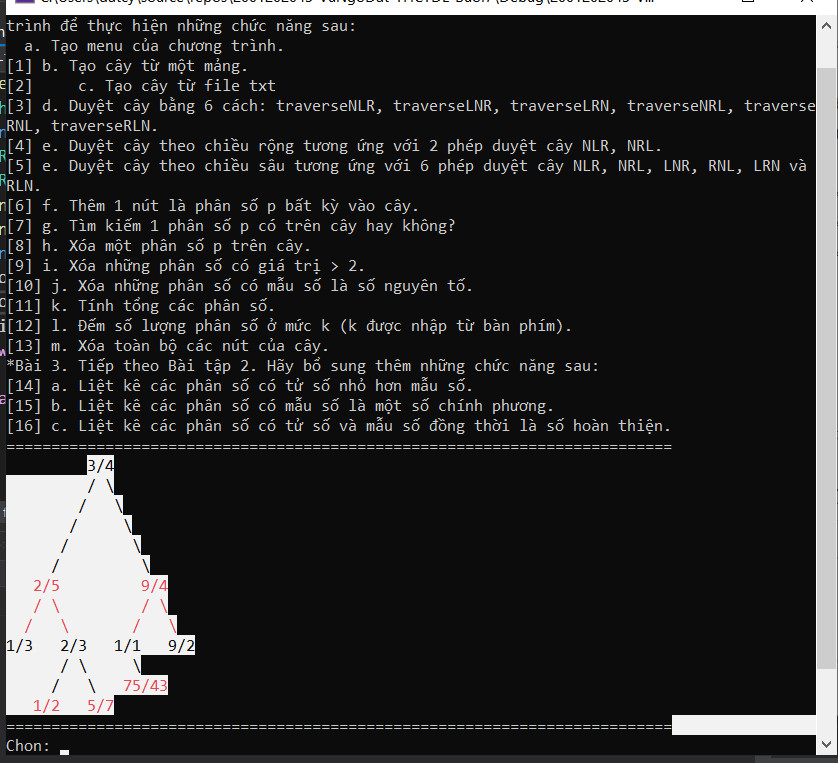 trình để thực hiện những chức năng sau:
a. Tạo menu của chương trình.
[1] b. Tạo cây từ một mảng.
[2] c. Tạo cây từ file txt
[3] d. Duyệt cây bằng 6 cách: traverseNLR, traverseLNR, traverseLRN, traverseNRL, traverse
RNL, traverseRLN.
[4] e. Duyệt cây theo chiều rộng tương ứng với 2 phép duyệt cây NLR, NRL.
[5] e. Duyệt cây theo chiều sâu tương ứng với 6 phép duyệt cây NLR, NRL, LNR, RNL, LRN và
RLN.
[6] f. Thêm 1 nút là phân số p bất kỳ vào cây.
[7] g. Tìm kiếm 1 phân số p có trên cây hay không?
[8] h. Xóa một phân số p trên cây.
[9] i. Xóa những phân số có giá trị > 2.
[10] j. Xóa những phân số có mẫu số là số nguyên tố.
[11] k. Tính tổng các phân số.
[12] l. Đếm số lượng phân số ở mức k (k được nhập từ bàn phím).
[13] m. Xóa toàn bộ các nút của cây.
*Bài 3. Tiếp theo Bài tập 2. Hãy bổ sung thêm những chức năng sau:
[14] a. Liệt kê các phân số có tử số nhỏ hơn mẫu số.
[15] b. Liệt kê các phân số có mẫu số là một số chính phương.
[16] c. Liệt kê các phân số có tử số và mẫu số đồng thời là số hoàn thiện.
3/4
2/5 9/4
1/3 2/3 1/1 9/2
75/43
1/2 5/7
Chon: